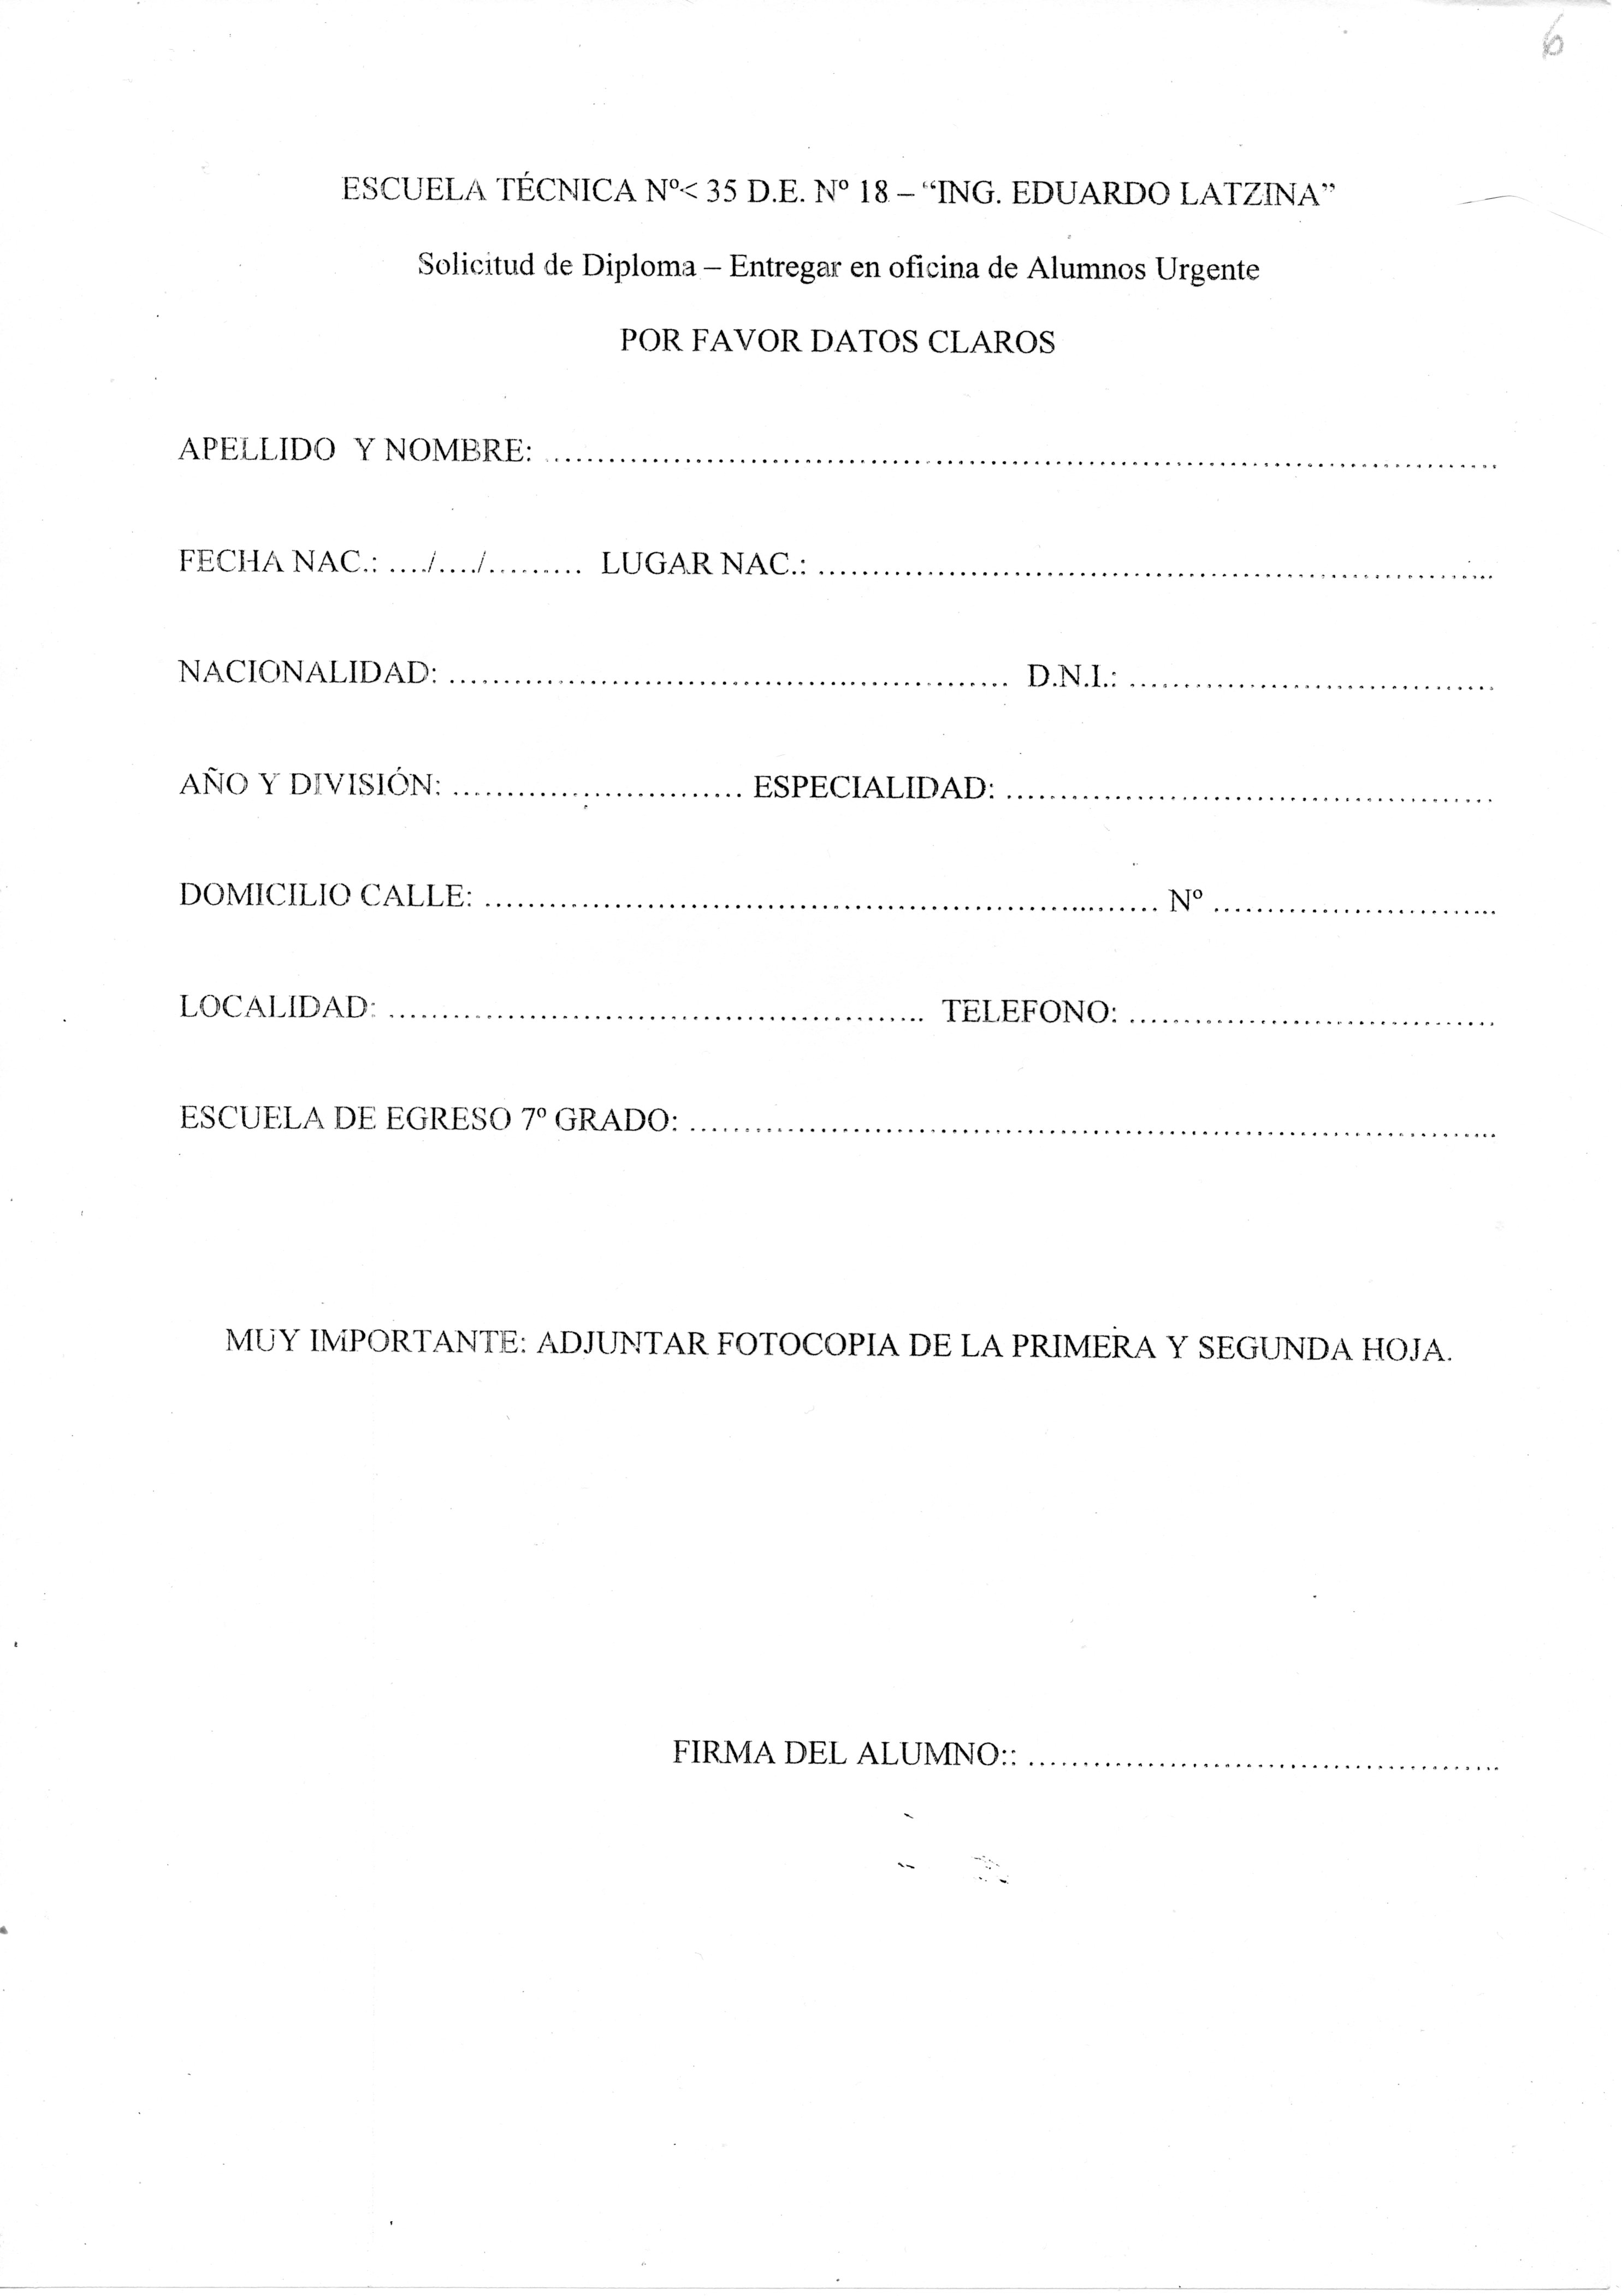 6
ESCUELA TÉCNICA Nº< 35 D.E. Nº 18 – “ING. EDUARDO LATZINA”
Solicitud de Diploma – Entregar en oficina de Alumnos Urgente
POR FAVOR DATOS CLAROS
APELLIDO Y NOMBRE: ..........................................................................................................
FECHA NAC.: ..../..../.......... LUGAR NAC.: ...........................................................................
NACIONALIDAD: .............................................................. D.N.I.: ........................................
AÑO Y DIVISIÓN: ................................ ESPECIALIDAD: ......................................................
DOMICILIO CALLE: ........................................................................... Nº ...............................
LOCALIDAD: ........................................................... TELEFONO: ........................................
ESCUELA DE EGRESO 7º GRADO: .........................................................................................
MUY IMPORTANTE: ADJUNTAR FOTOCOPIA DE LA PRIMERA Y SEGUNDA HOJA.
FIRMA DEL ALUMNO:: ....................................................